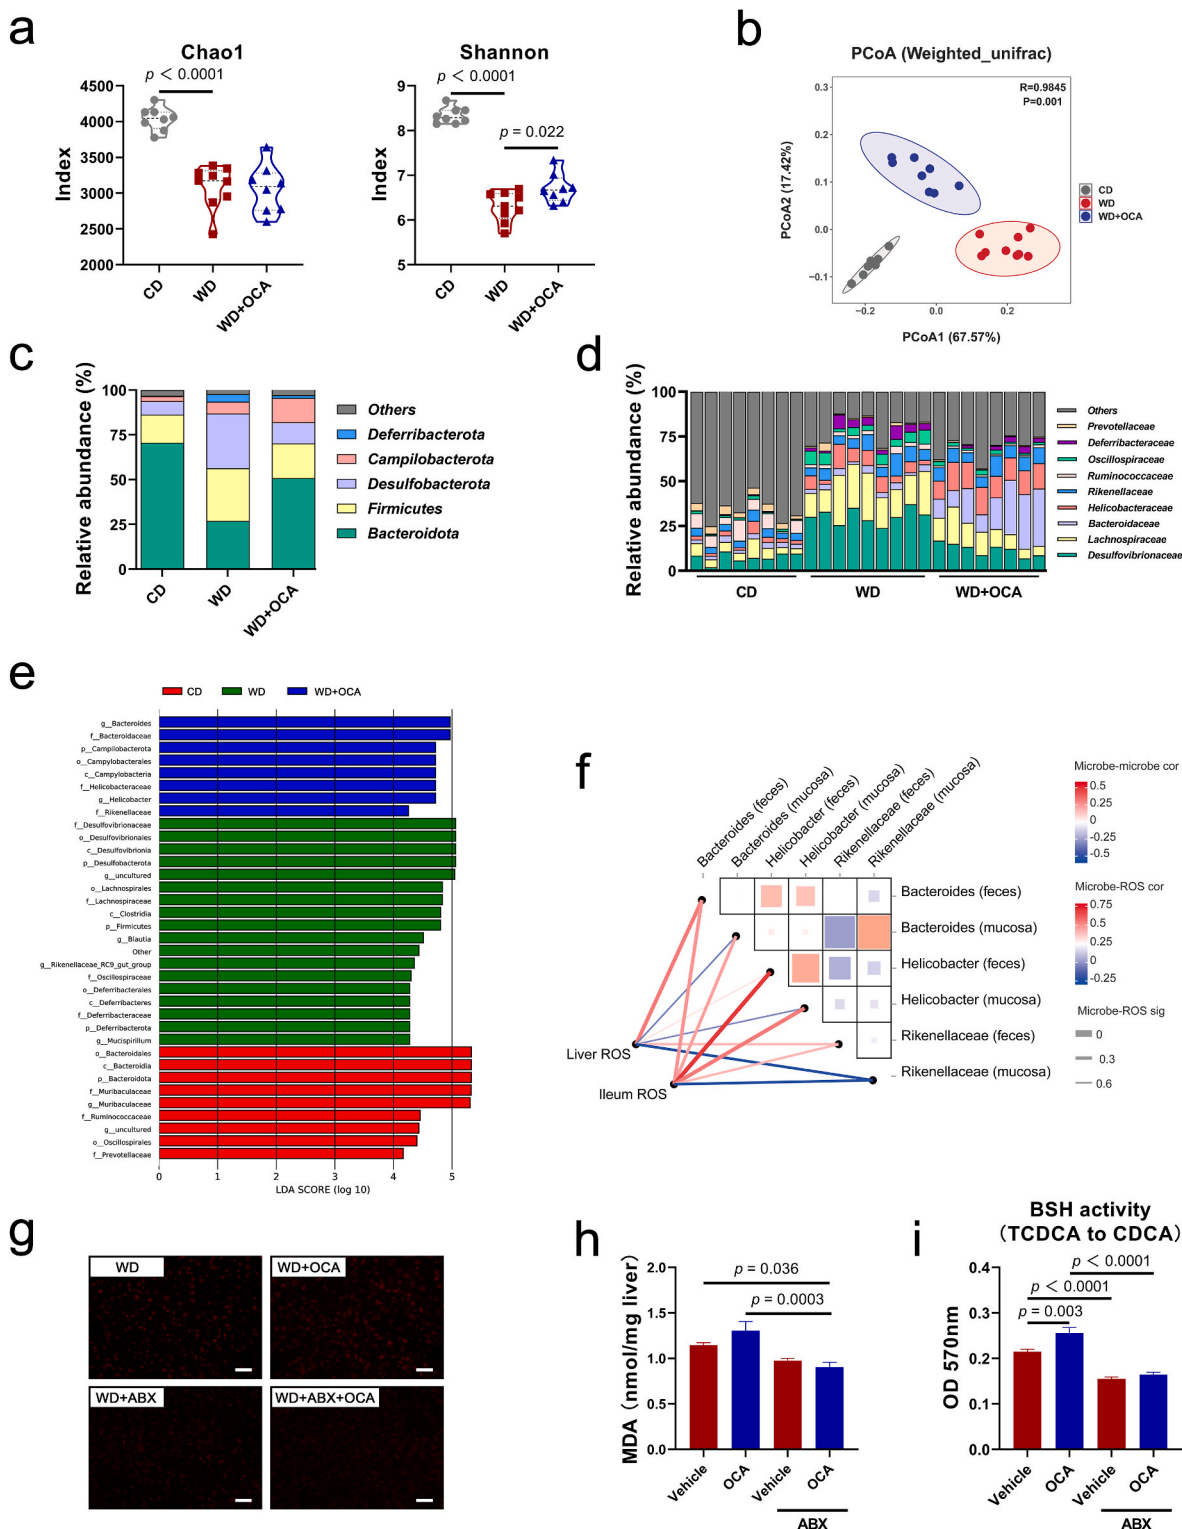 a
Chao1
p < 0.0001
Index
4500
4000
3500
3000
2500
2000
CD
WD
WD+OCA
Shannon
p < 0.0001
p = 0.022
Index
9
8
7
6
5
CD
WD
WD+OCA
b
PCoA (Weighted_unifrac)
R=0.9845
P=0.001
PCoA2 (17.42%)
0.3
0.2
0.1
0.0
−0.1
−0.2
0.0
0.2
PCoA1 (67.57%)
CD
WD
WD+OCA
c
Relative abundance (%)
100
75
50
25
0
CD
WD
WD+OCA
Others
Deferribacterota
Campilobacterota
Desulfobacterota
Firmicutes
Bacteroidota
d
Relative abundance (%)
100
75
50
25
0
CD
WD
WD+OCA
Others
Prevotellaceae
Deferribacteraceae
Oscillospiraceae
Ruminococcaceae
Rikenellaceae
Helicobacteraceae
Bacteroidaceae
Lachnospiraceae
Desulfovibrionaceae
e
CD
WD
WD+OCA
g__Bacteroides
f__Bacteroidaceae
p__Campilobacterota
o__Campylobacterales
c__Campylobacteria
f__Helicobacteraceae
g__Helicobacter
f__Rikenellaceae
f__Desulfovibrionaceae
o__Desulfovibrionales
c__Desulfovibrionia
p__Desulfobacterota
g__uncultured
o__Lachnospirales
f__Lachnospiraceae
c__Clostridia
p__Firmicutes
g__Blautia
Other
g__Rikenellaceae_RC9_gut_group
f__Oscillospiraceae
o__Deferribacterales
c__Deferribacteres
f__Deferribacteraceae
p__Deferribacterota
g__Mucispirillum
o__Bacteroidales
c__Bacteroidia
p__Bacteroidota
f__Muribaculaceae
g__Muribaculaceae
f__Ruminococcaceae
g__uncultured
o__Oscillospirales
f__Prevotellaceae
0
1
2
3
4
5
LDA SCORE (log 10)
f
Bacteroides (feces)
Bacteroides (mucosa)
Helicobacter (feces)
Helicobacter (mucosa)
Rikenellaceae (feces)
Rikenellaceae (mucosa)
Bacteroides (feces)
Bacteroides (mucosa)
Helicobacter (feces)
Helicobacter (mucosa)
Rikenellaceae (feces)
Rikenellaceae (mucosa)
Liver ROS
Ileum ROS
Microbe-microbe cor
0.5
0.25
0
-0.25
-0.5
Microbe-ROS cor
0.75
0.50
0.25
0.00
-0.25
Microbe-ROS sig
0
0.3
0.6
g
WD
WD+OCA
WD+ABX
WD+ABX+OCA
h
MDA (nmol/mg liver)
2.0
1.5
1.0
0.5
0.0
p = 0.036
p = 0.0003
Vehicle
OCA
Vehicle
OCA
ABX
i
BSH activity
(TCDCA to CDCA)
OD 570nm
0.4
0.3
0.2
0.1
0.0
p < 0.0001
p < 0.0001
p = 0.003
Vehicle
OCA
Vehicle
OCA
ABX